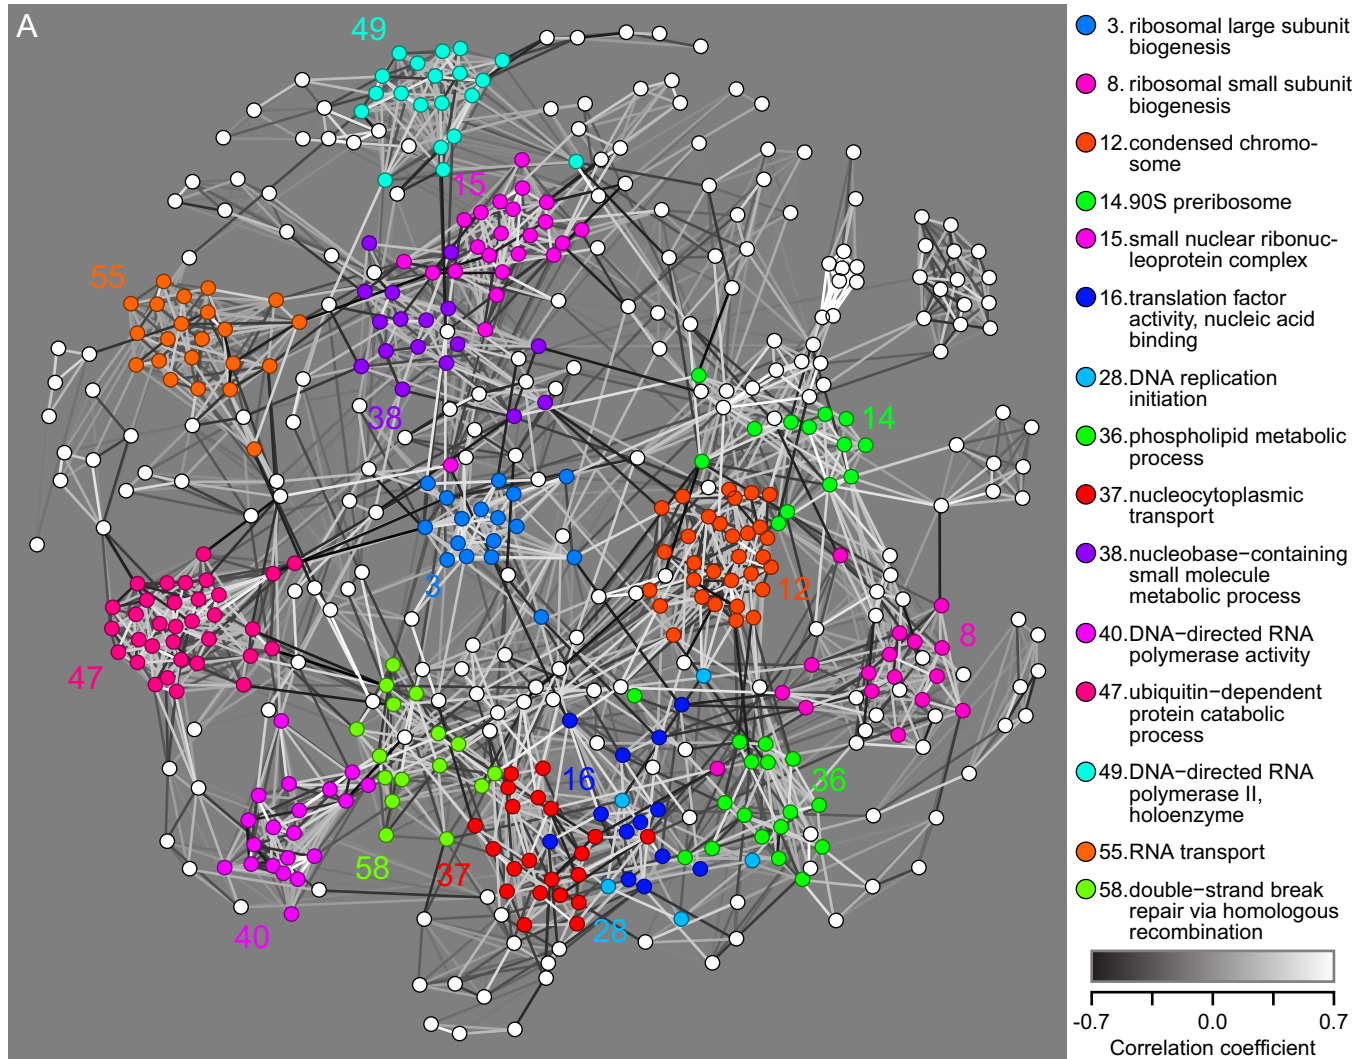 A
49
15
55
38
14
3
12
8
47
16
36
58
37
40
28
3. ribosomal large subunit
biogenesis
8. ribosomal small subunit
biogenesis
12.condensed chromo-
some
14.90S preribosome
15.small nuclear ribonuc-
leoprotein complex
16.translation factor
activity, nucleic acid
binding
28.DNA replication
initiation
36.phospholipid metabolic
process
37.nucleocytoplasmic
transport
38.nucleobase−containing
small molecule
metabolic process
40.DNA−directed RNA
polymerase activity
47.ubiquitin−dependent
protein catabolic
process
49.DNA−directed RNA
polymerase II,
holoenzyme
55.RNA transport
58.double−strand break
repair via homologous
recombination
-0.7 0.0 0.7
Correlation coefficient